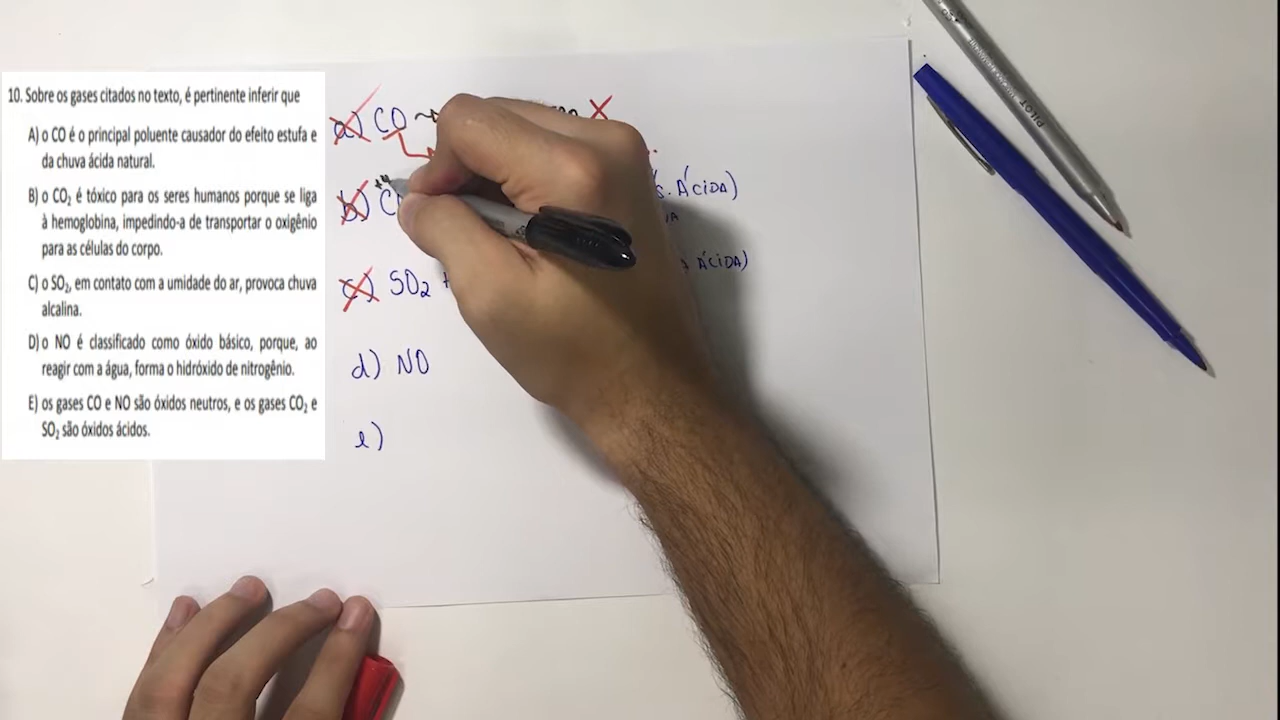 10. Sobre os gases citados no texto, é pertinente inferir que
A) o CO é o principal poluente causador do efeito estufa e
da chuva ácida natural.
B) o CO₂ é tóxico para os seres humanos porque se liga
à hemoglobina, impedindo-a de transportar o oxigênio
para as células do corpo.
C) o SO₂, em contato com a umidade do ar, provoca chuva
alcalina.
D) o NO é classificado como óxido básico, porque, ao
reagir com a água, forma o hidróxido de nitrogênio.
E) os gases CO e NO são óxidos neutros, e os gases CO₂ e
SO₂ são óxidos ácidos.
a) CO
b)
ÁCIDA)
c) SO₂ +
ÁCIDA)
d) NO
e)
PILOT